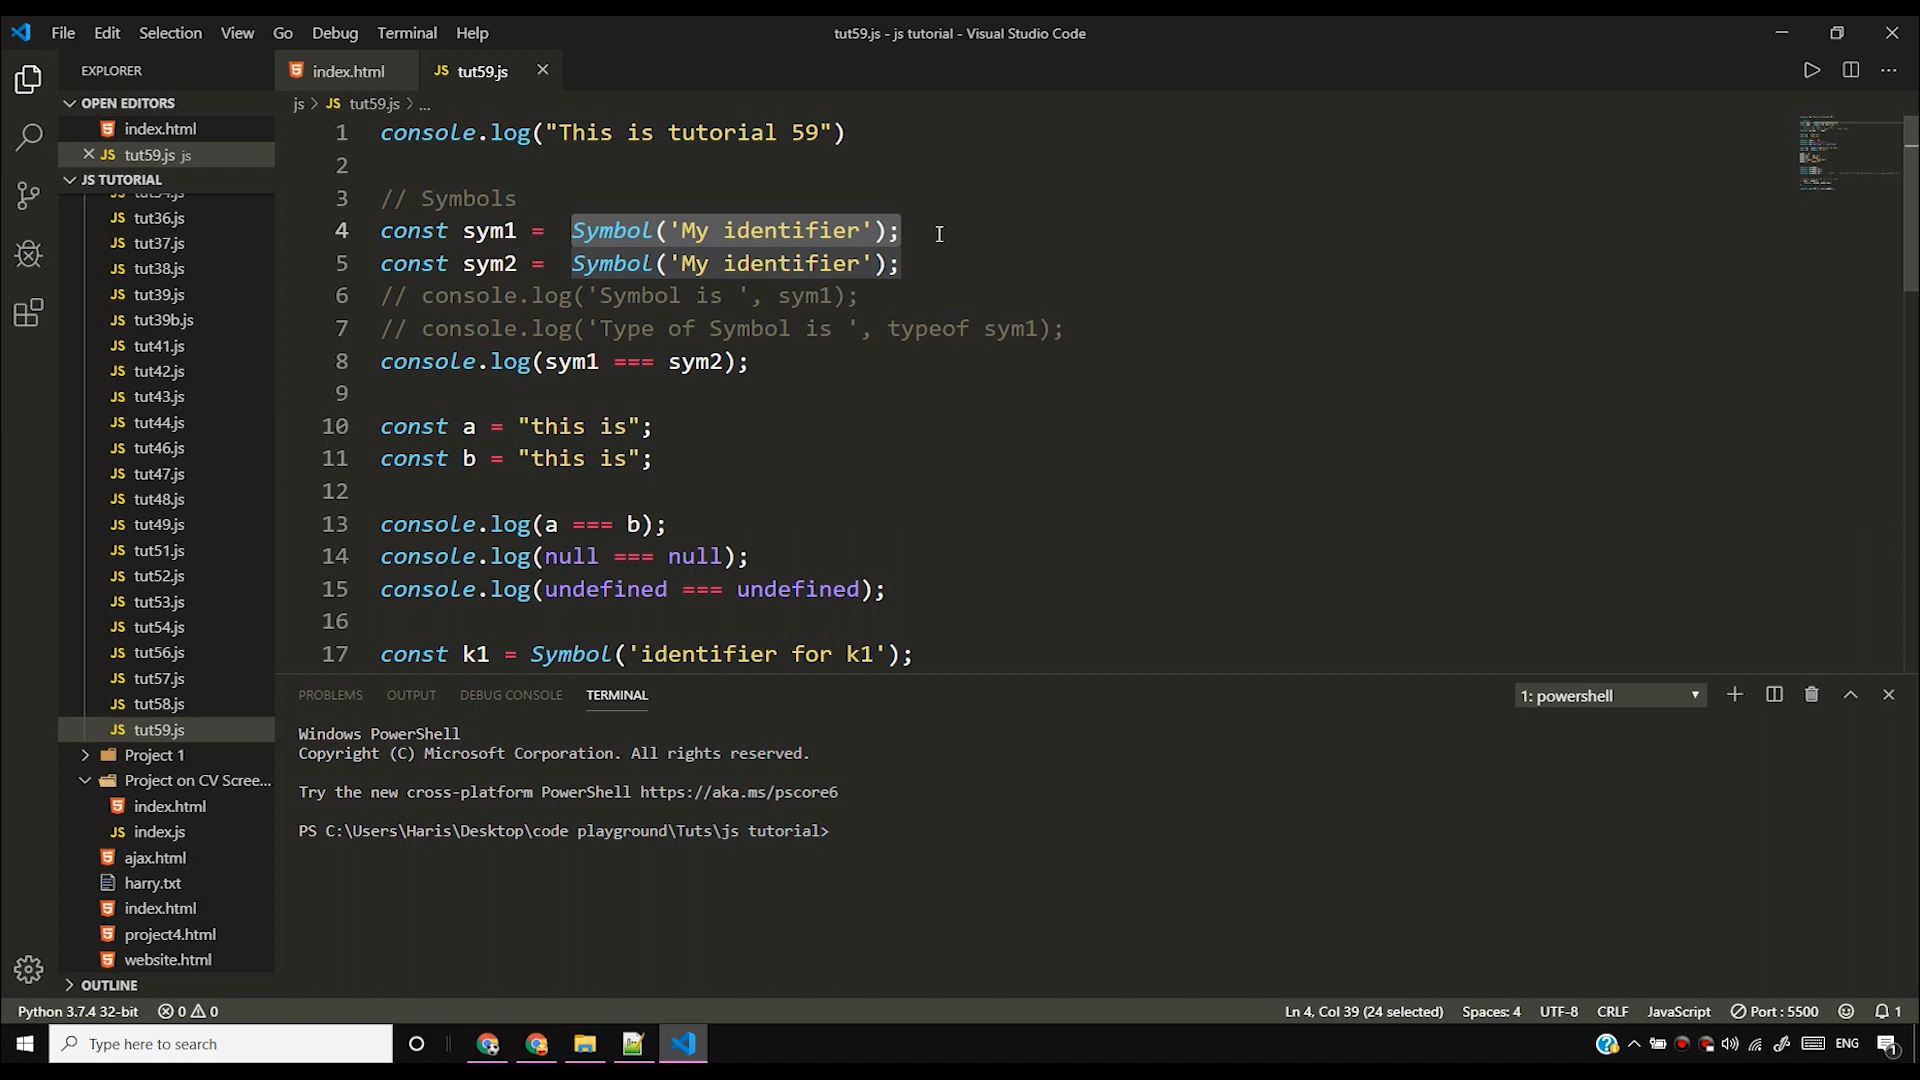 File Edit Selection View Go Debug Terminal Help
tut59.js - js tutorial - Visual Studio Code
EXPLORER
OPEN EDITORS
index.html
tut59.js js
JS TUTORIAL
tut36.js
tut37.js
tut38.js
tut39.js
tut39b.js
tut41.js
tut42.js
tut43.js
tut44.js
tut46.js
tut47.js
tut48.js
tut49.js
tut51.js
tut52.js
tut53.js
tut54.js
tut56.js
tut57.js
tut58.js
tut59.js
Project 1
Project on CV Scree...
index.html
index.js
ajax.html
harry.txt
index.html
project4.html
website.html
OUTLINE
index.html
JS tut59.js
js > JS tut59.js > ...
1 console.log("This is tutorial 59")
2
3 // Symbols
4 const sym1 =  Symbol('My identifier');
5 const sym2 =  Symbol('My identifier');
6 // console.log('Symbol is ', sym1);
7 // console.log('Type of Symbol is ', typeof sym1);
8 console.log(sym1 === sym2);
9
10 const a = "this is";
11 const b = "this is";
12
13 console.log(a === b);
14 console.log(null === null);
15 console.log(undefined === undefined);
16
17 const k1 = Symbol('identifier for k1');
PROBLEMS OUTPUT DEBUG CONSOLE TERMINAL
1: powershell
Windows PowerShell
Copyright (C) Microsoft Corporation. All rights reserved.
Try the new cross-platform PowerShell https://aka.ms/pscore6
PS C:\Users\Haris\Desktop\code playground\Tuts\js tutorial>
Python 3.7.4 32-bit 0 0
Ln 4, Col 39 (24 selected) Spaces: 4 UTF-8 CRLF JavaScript Port : 5500 1
Type here to search
ENG 1